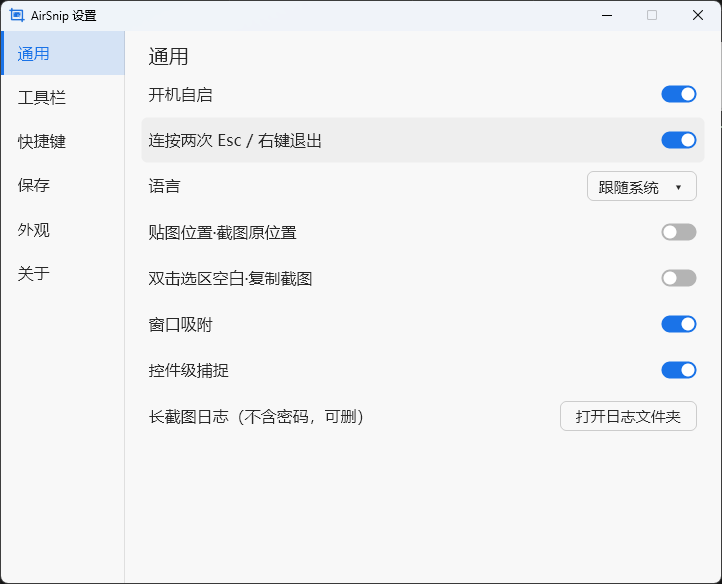 AirSnip 设置
通用
工具栏
快捷键
保存
外观
关于
通用
开机自启
连按两次 Esc / 右键退出
语言
跟随系统
贴图位置·截图原位置
双击选区空白·复制截图
窗口吸附
控件级捕捉
长截图日志（不含密码，可删）
打开日志文件夹